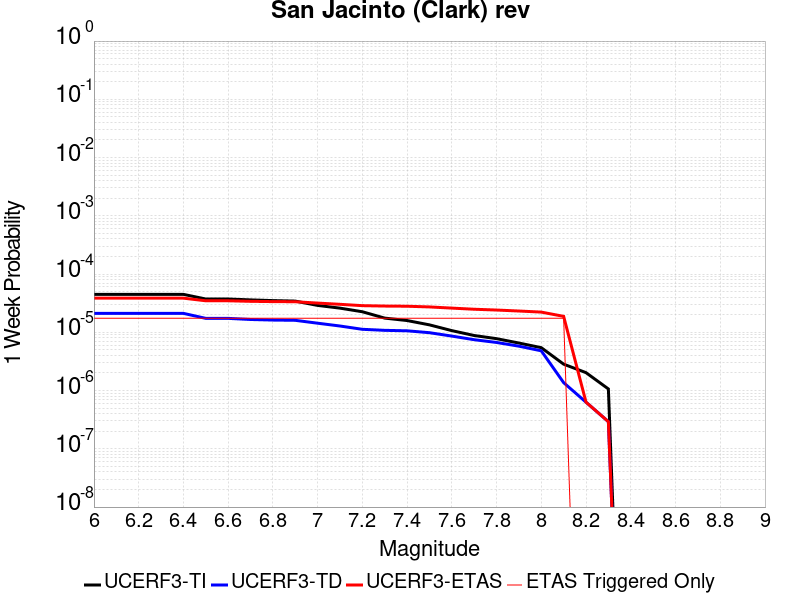 San Jacinto (Clark) rev
10^0
10^-1
10^-2
10^-3
10^-4
10^-5
10^-6
10^-7
10^-8
1 Week Probability
6 6.2 6.4 6.6 6.8 7 7.2 7.4 7.6 7.8 8 8.2 8.4 8.6 8.8 9
Magnitude
UCERF3-TI UCERF3-TD UCERF3-ETAS ETAS Triggered Only